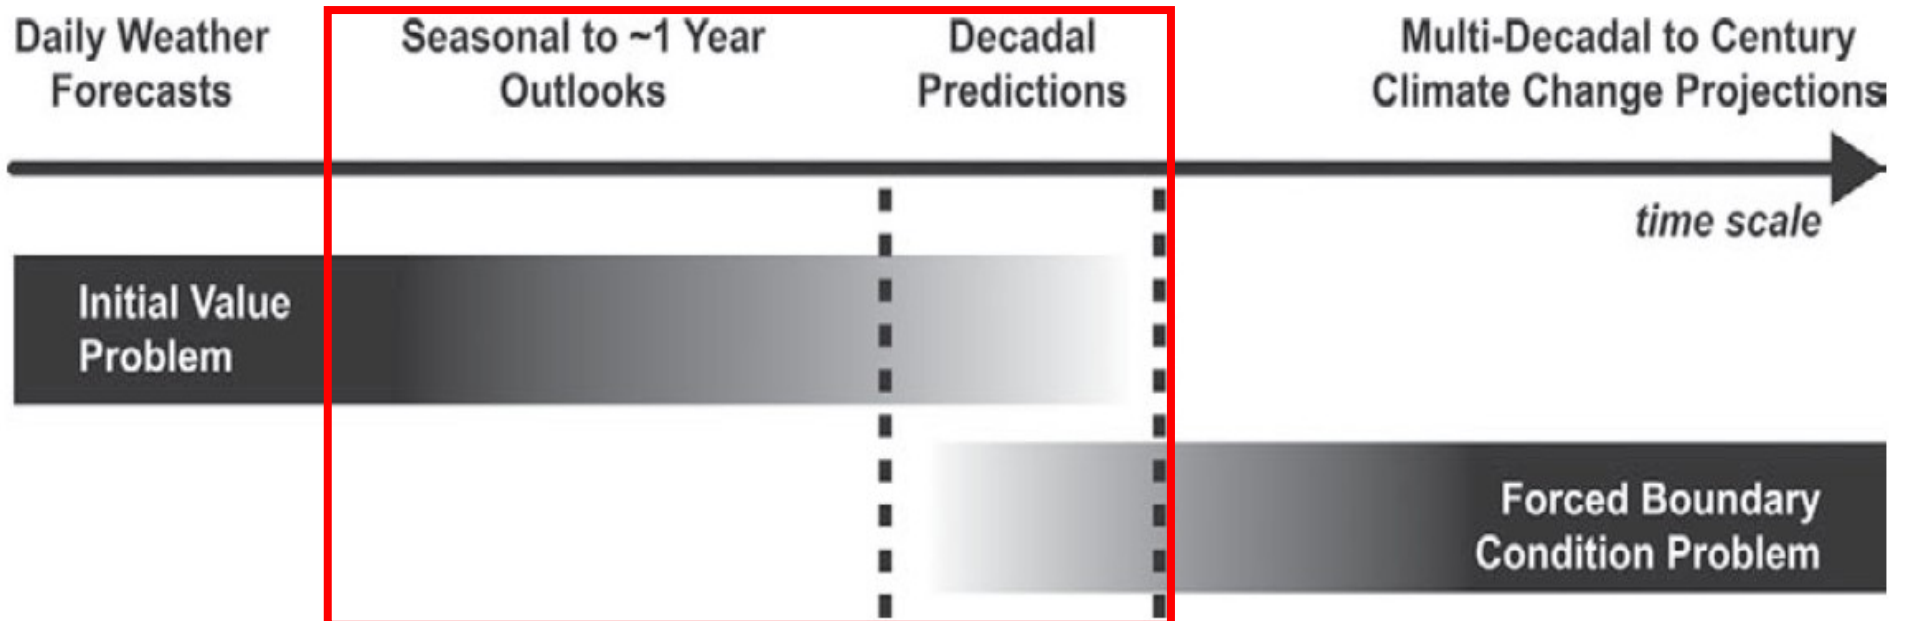 Daily Weather
Forecasts
Seasonal to ~1 Year
Outlooks
Decadal
Predictions
Multi-Decadal to Century
Climate Change Projections
time scale
Initial Value
Problem
Forced Boundary
Condition Problem